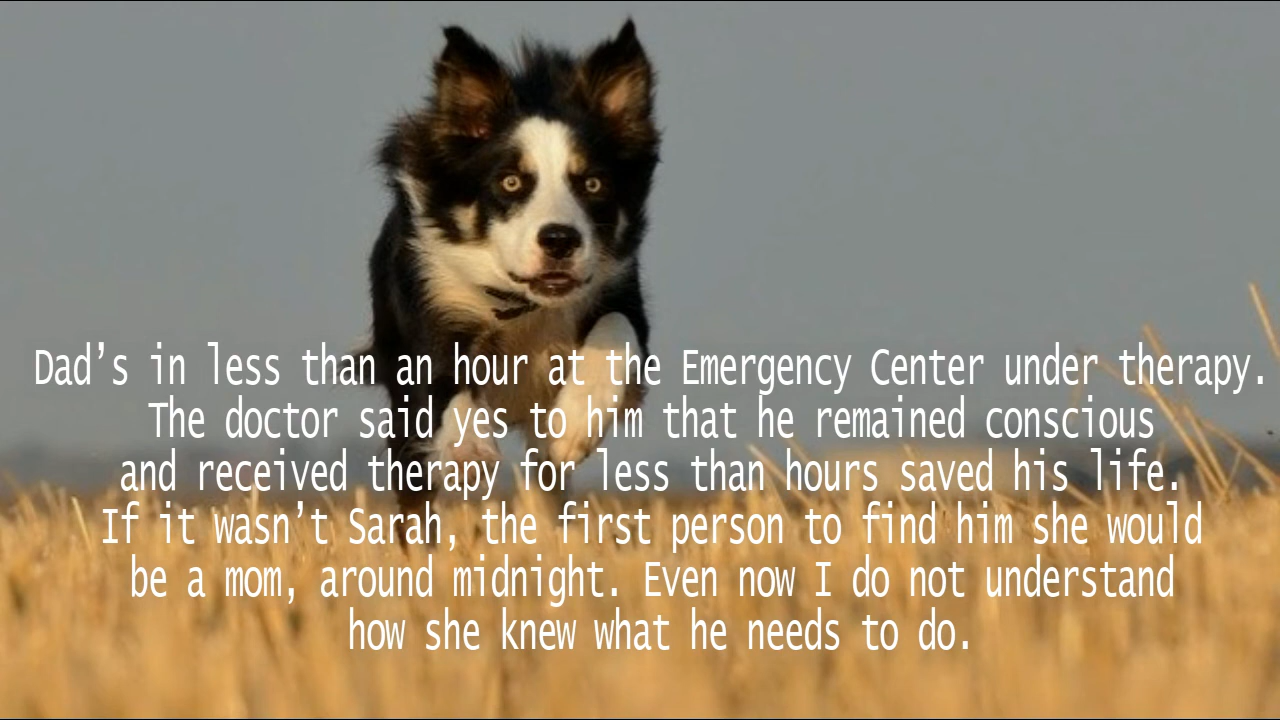 Dad’s in less than an hour at the Emergency Center under therapy.
The doctor said yes to him that he remained conscious
and received therapy for less than hours saved his life.
If it wasn’t Sarah, the first person to find him she would
be a mom, around midnight. Even now I do not understand
how she knew what he needs to do.